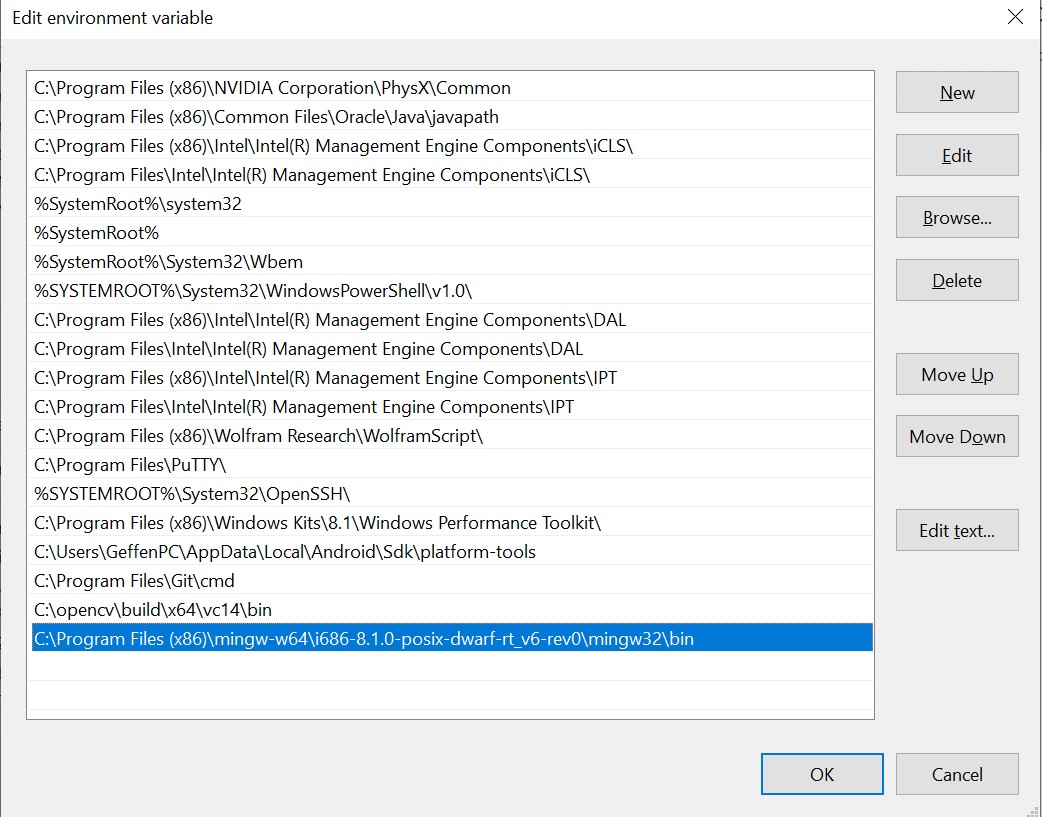 Edit environment variable
C:\Program Files (x86)\NVIDIA Corporation\PhysX\Common
C:\Program Files (x86)\Common Files\Oracle\Java\javapath
C:\Program Files (x86)\Intel\Intel(R) Management Engine Components\iCLS\
C:\Program Files\Intel\Intel(R) Management Engine Components\iCLS\
%SystemRoot%\system32
%SystemRoot%
%SystemRoot%\System32\Wbem
%SYSTEMROOT%\System32\WindowsPowerShell\v1.0\
C:\Program Files (x86)\Intel\Intel(R) Management Engine Components\DAL
C:\Program Files\Intel\Intel(R) Management Engine Components\DAL
C:\Program Files (x86)\Intel\Intel(R) Management Engine Components\IPT
C:\Program Files\Intel\Intel(R) Management Engine Components\IPT
C:\Program Files (x86)\Wolfram Research\WolframScript\
C:\Program Files\PuTTY\
%SYSTEMROOT%\System32\OpenSSH\
C:\Program Files (x86)\Windows Kits\8.1\Windows Performance Toolkit\
C:\Users\GeffenPC\AppData\Local\Android\Sdk\platform-tools
C:\Program Files\Git\cmd
C:\opencv\build\x64\vc14\bin
C:\Program Files (x86)\mingw-w64\i686-8.1.0-posix-dwarf-rt_v6-rev0\mingw32\bin
New
Edit
Browse...
Delete
Move Up
Move Down
Edit text...
OK
Cancel